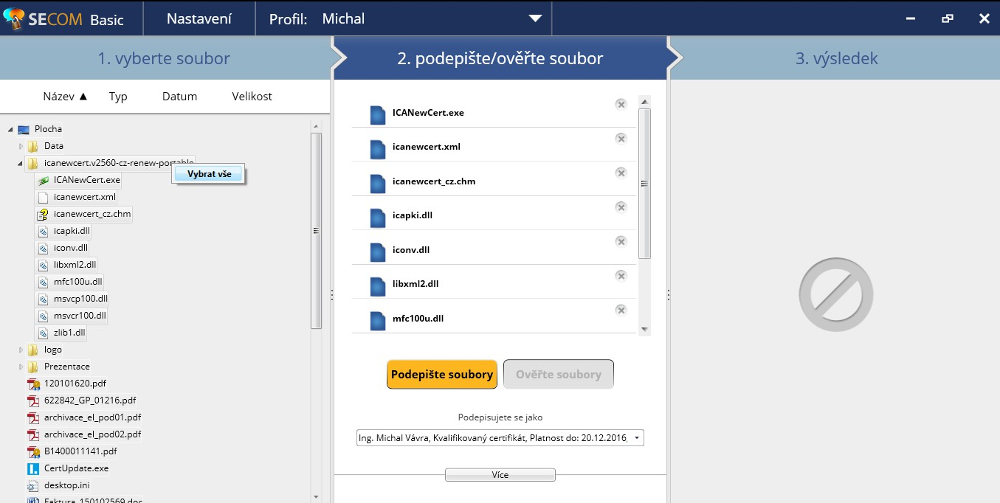 SECOM Basic
Nastavení
Profil: Michal
1. vyberte soubor
2. podepište/ověřte soubor
3. výsledek
Název ▲ Typ Datum Velikost
Plocha
Data
icanewcert.v2560-cz-renew-portable
Vybrat vše
ICANewCert.exe
icanewcert.xml
icanewcert_cz.chm
icapki.dll
iconv.dll
libxml2.dll
mfc100u.dll
msvcp100.dll
msvcr100.dll
zlib1.dll
logo
Prezentace
120101620.pdf
622842_GP_01216.pdf
archivace_el_pod01.pdf
archivace_el_pod02.pdf
B1400011141.pdf
CertUpdate.exe
desktop.ini
Faktura_150102569.doc
ICANewCert.exe
icanewcert.xml
icanewcert_cz.chm
icapki.dll
iconv.dll
libxml2.dll
mfc100u.dll
Podepište soubory
Ověřte soubory
Podepisujete se jako
Ing. Michal Vávra, Kvalifikovaný certifikát, Platnost do: 20.12.2016,
Více